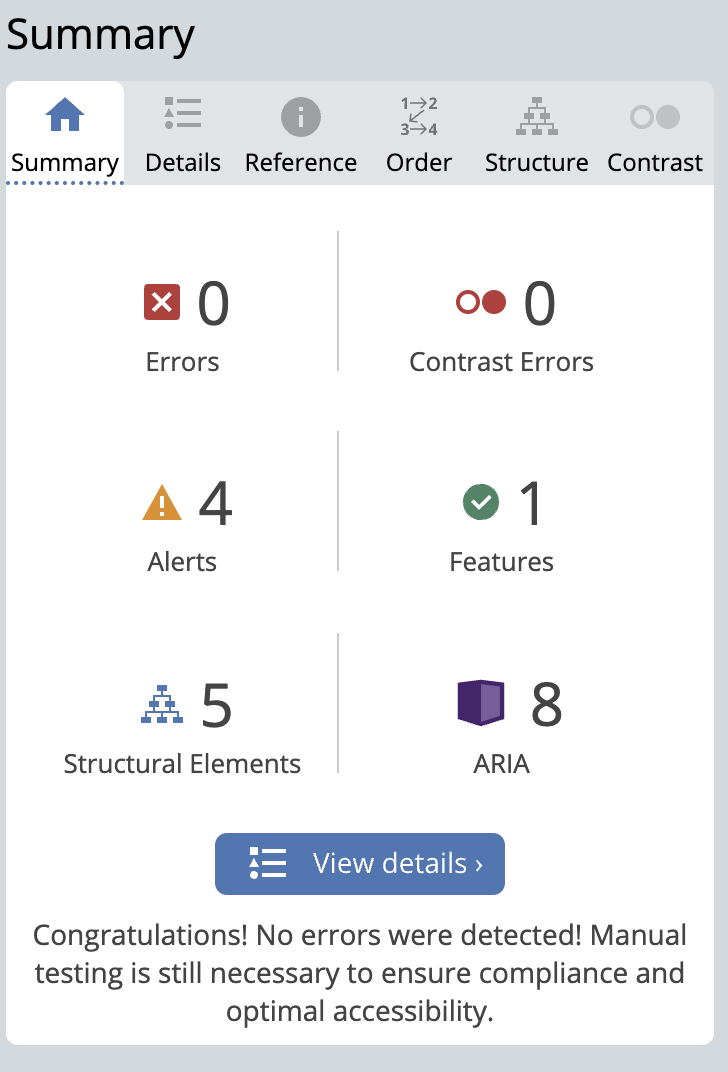 Summary
1→2
3→4
Summary Details Reference Order Structure Contrast
0 0
Errors Contrast Errors
4 1
Alerts Features
5 8
Structural Elements ARIA
View details ›
Congratulations! No errors were detected! Manual
testing is still necessary to ensure compliance and
optimal accessibility.